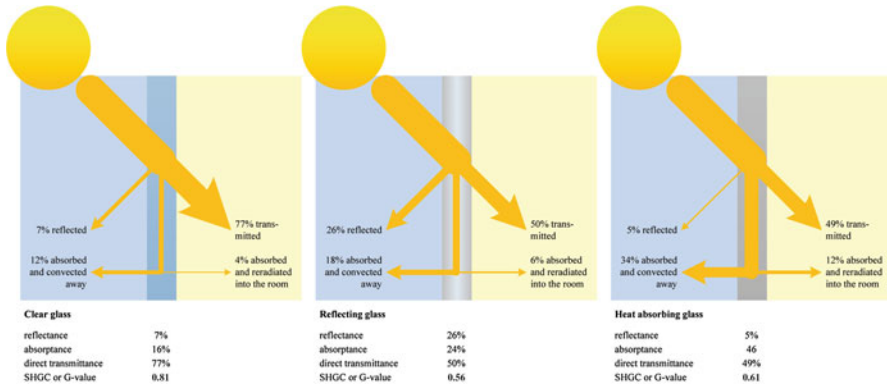 7% reflected
77% trans-
mitted
12% absorbed
and convected
away
4% absorbed
and reradiated
into the room
26% reflected
50% trans-
mitted
18% absorbed
and convected
away
6% absorbed
and reradiated
into the room
5% reflected
49% trans-
mitted
34% absorbed
and convected
away
12% absorbed
and reradiated
into the room
Clear glass
reflectance 7%
absorptance 16%
direct transmittance 77%
SHGC or G-value 0.81
Reflecting glass
reflectance 26%
absorptance 24%
direct transmittance 50%
SHGC or G-value 0.56
Heat absorbing glass
reflectance 5%
absorptance 46
direct transmittance 49%
SHGC or G-value 0.61